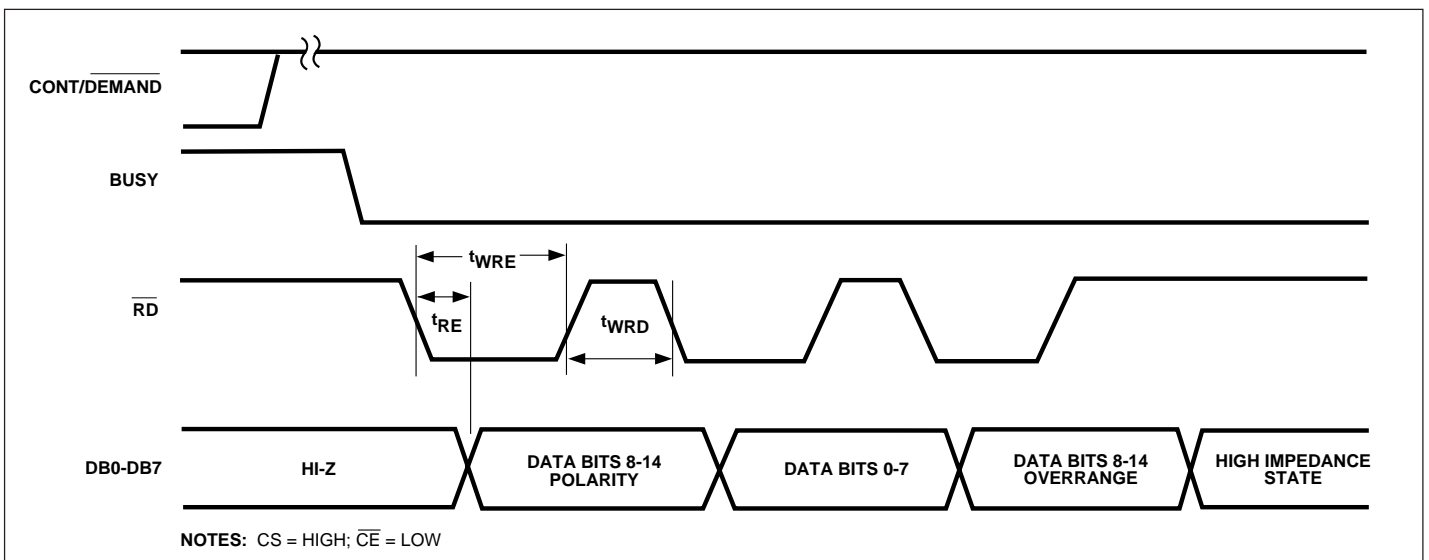 CONT/DEMAND
BUSY
tWRE
RD
tRE
tWRD
DB0-DB7
HI-Z
DATA BITS 8-14
POLARITY
DATA BITS 0-7
DATA BITS 8-14
OVERRANGE
HIGH IMPEDANCE
STATE
NOTES: CS = HIGH; CE = LOW